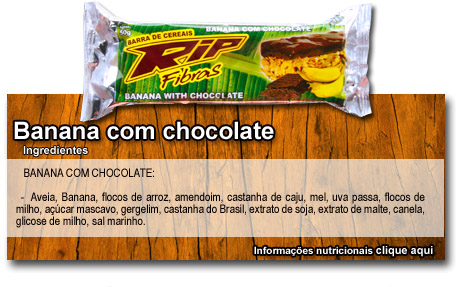 BANANA COM CHOCOLATE
BARRA DE CEREAIS
40g
RIP
Fibras
BANANA WITH CHOCOLATE
Banana com chocolate
Ingredientes
BANANA COM CHOCOLATE:
- Aveia, Banana, flocos de arroz, amendoim, castanha de caju, mel, uva passa, flocos de
milho, açúcar mascavo, gergelim, castanha do Brasil, extrato de soja, extrato de malte, canela,
glicose de milho, sal marinho.
Informações nutricionais clique aqui